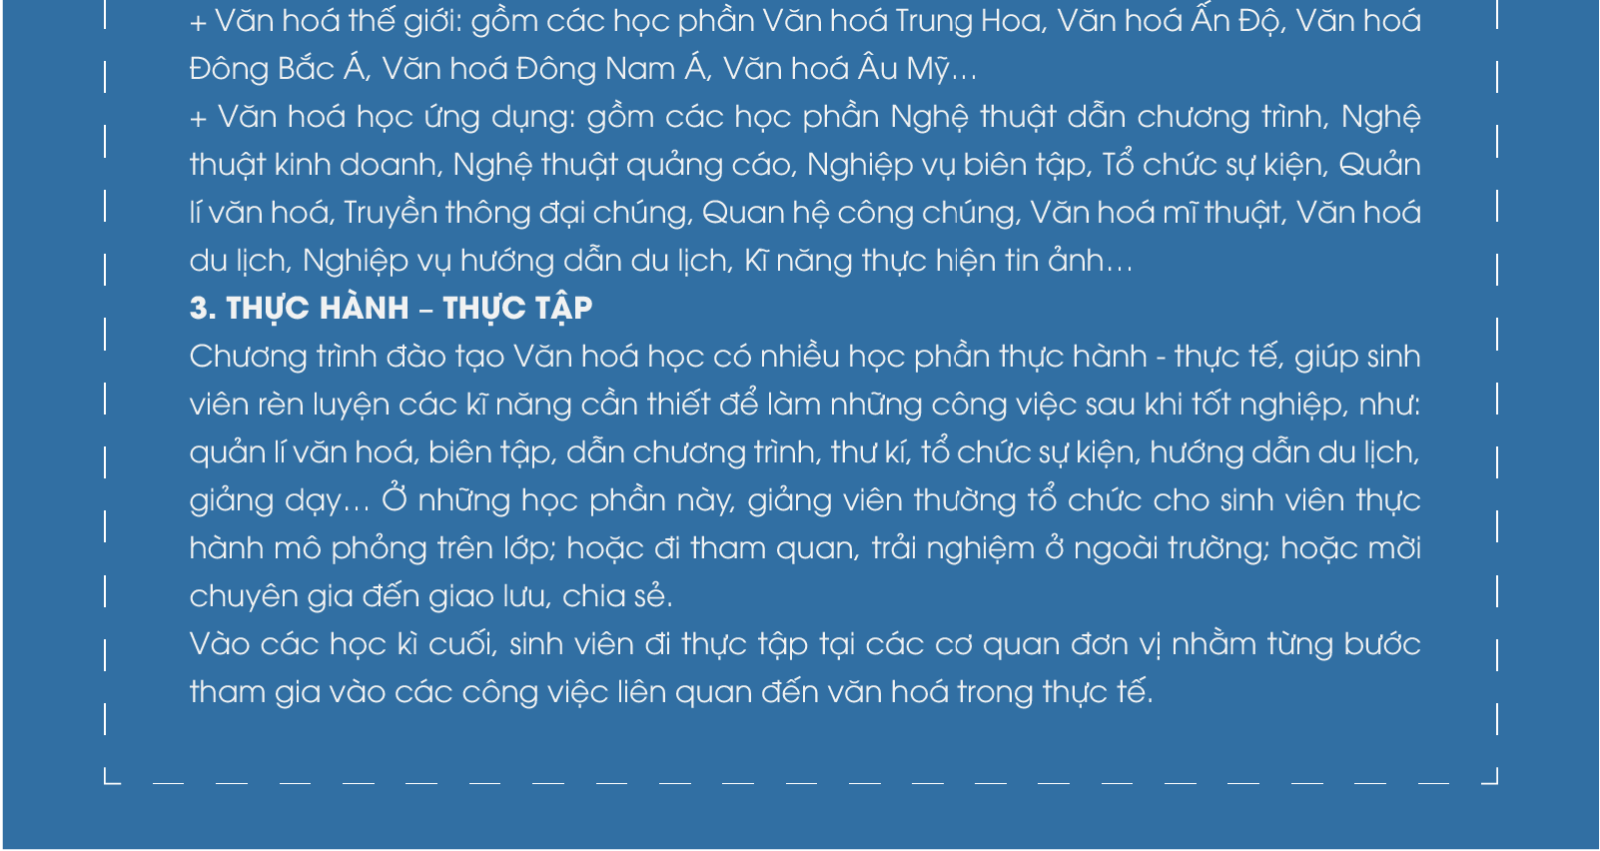 + Văn hoá thế giới: gồm các học phần Văn hoá Trung Hoa, Văn hoá Ấn Độ, Văn hoá
Đông Bắc Á, Văn hoá Đông Nam Á, Văn hoá Âu Mỹ...
+ Văn hoá học ứng dụng: gồm các học phần Nghệ thuật dẫn chương trình, Nghệ
thuật kinh doanh, Nghệ thuật quảng cáo, Nghiệp vụ biên tập, Tổ chức sự kiện, Quản
lí văn hoá, Truyền thông đại chúng, Quan hệ công chúng, Văn hoá mĩ thuật, Văn hoá
du lịch, Nghiệp vụ hướng dẫn du lịch, Kĩ năng thực hiện tin ảnh...
3. THỰC HÀNH – THỰC TẬP
Chương trình đào tạo Văn hoá học có nhiều học phần thực hành - thực tế, giúp sinh
viên rèn luyện các kĩ năng cần thiết để làm những công việc sau khi tốt nghiệp, như:
quản lí văn hoá, biên tập, dẫn chương trình, thư kí, tổ chức sự kiện, hướng dẫn du lịch,
giảng dạy... Ở những học phần này, giảng viên thường tổ chức cho sinh viên thực
hành mô phỏng trên lớp; hoặc đi tham quan, trải nghiệm ở ngoài trường; hoặc mời
chuyên gia đến giao lưu, chia sẻ.
Vào các học kì cuối, sinh viên đi thực tập tại các cơ quan đơn vị nhằm từng bước
tham gia vào các công việc liên quan đến văn hoá trong thực tế.